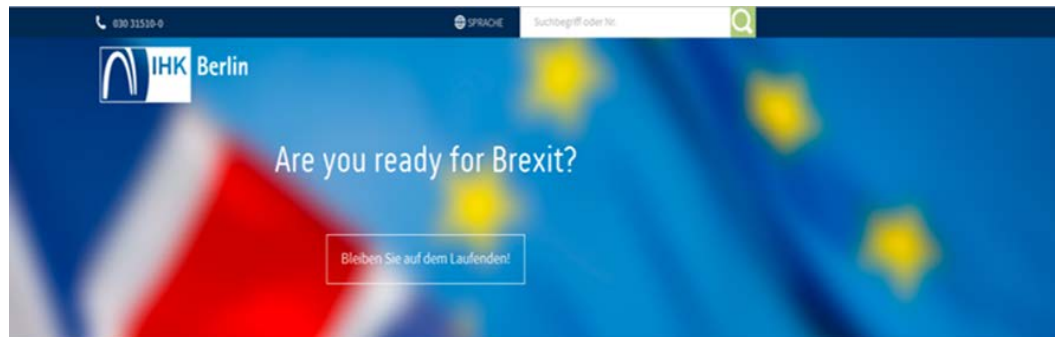 030 31510-0
SPRACHE
Suchbegriff oder Nr.
IHK Berlin
Are you ready for Brexit?
Bleiben Sie auf dem Laufenden!